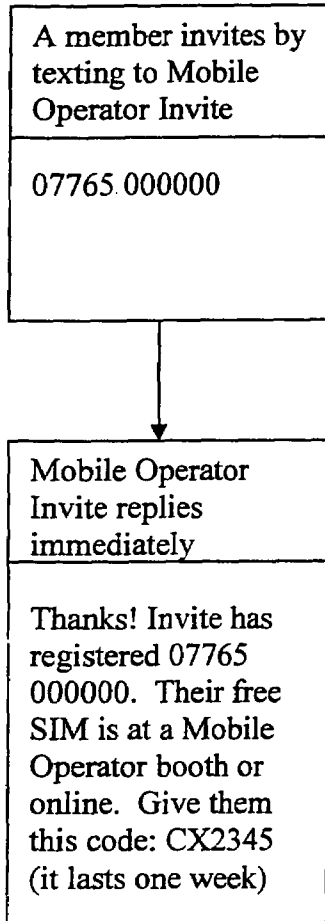 A member invites by
texting to Mobile
Operator Invite
07765 000000
Mobile Operator
Invite replies
immediately
Thanks! Invite has
registered 07765
000000. Their free
SIM is at a Mobile
Operator booth or
online. Give them
this code: CX2345
(it lasts one week)